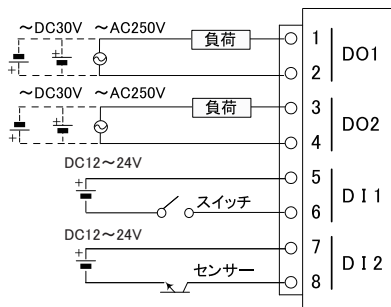 ～DC30V ～AC250V
負荷
1
2
DO1
～DC30V ～AC250V
負荷
3
4
DO2
DC12～24V
スイッチ
5
6
DI1
DC12～24V
センサー
7
8
DI2